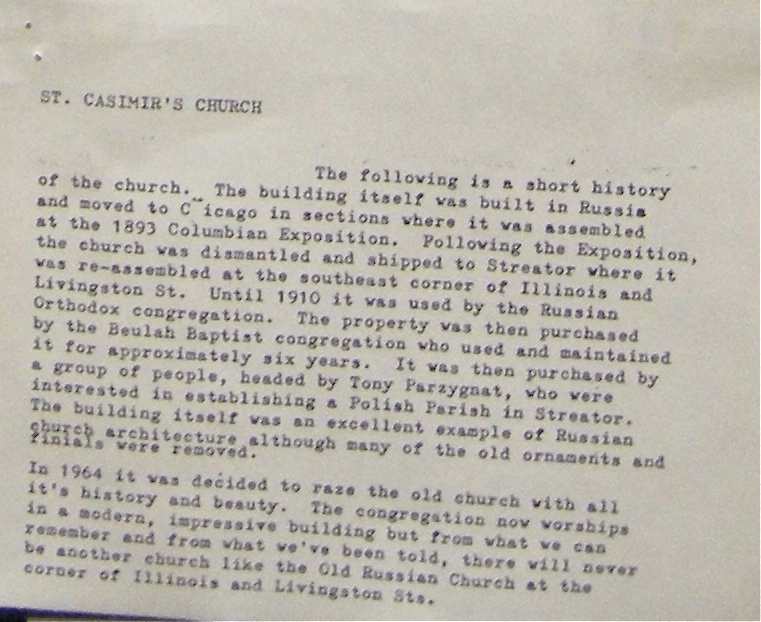 ST. CASIMIR'S CHURCH
The following is a short history
of the church. The building itself was built in Russia
and moved to C icago in sections where it was assembled
at the 1893 Columbian Exposition. Following the Exposition,
the church was dismantled and shipped to Streator where it
was re-assembled at the southeast corner of Illinois and
Livingston St. Until 1910 it was used by the Russian
Orthodox congregation. The property was then purchased
by the Beulah Baptist congregation who used and maintained
it for approximately six years. It was then purchased by
a group of people, headed by Tony Parzygnat, who were
interested in establishing a Polish Parish in Streator.
The building itself was an excellent example of Russian
church architecture although many of the old ornaments and
finials were removed.
In 1964 it was decided to raze the old church with all
it's history and beauty. The congregation now worships
in a modern, impressive building but from what we can
remember and from what we've been told, there will never
be another church like the Old Russian Church at the
corner of Illinois and Livingston Sts.